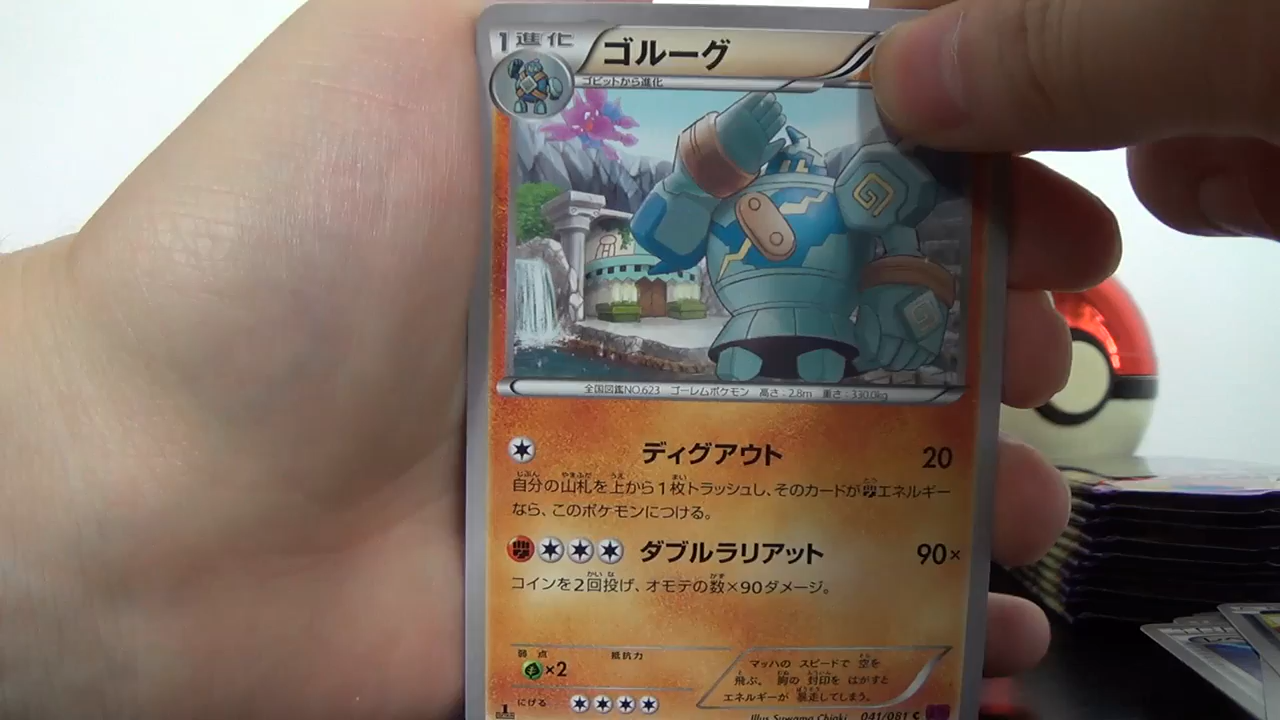 1進化
ゴルーグ
ゴビットから進化
全国図鑑NO.623 ゴーレムポケモン 高さ:2.8m 重さ:330.0kg
ディグアウト 20
自分の山札を上から1枚トラッシュし、そのカードが闘エネルギー
なら、このポケモンにつける。
ダブルラリアット 90×
コインを2回投げ、オモテの数×90ダメージ。
弱点 抵抗力
×2
にげる
マッハの スピードで 空を
飛ぶ。胸の 封印を はがすと
エネルギーが 暴走してしまう。
Illus. Suwama Chiaki 041/081 C